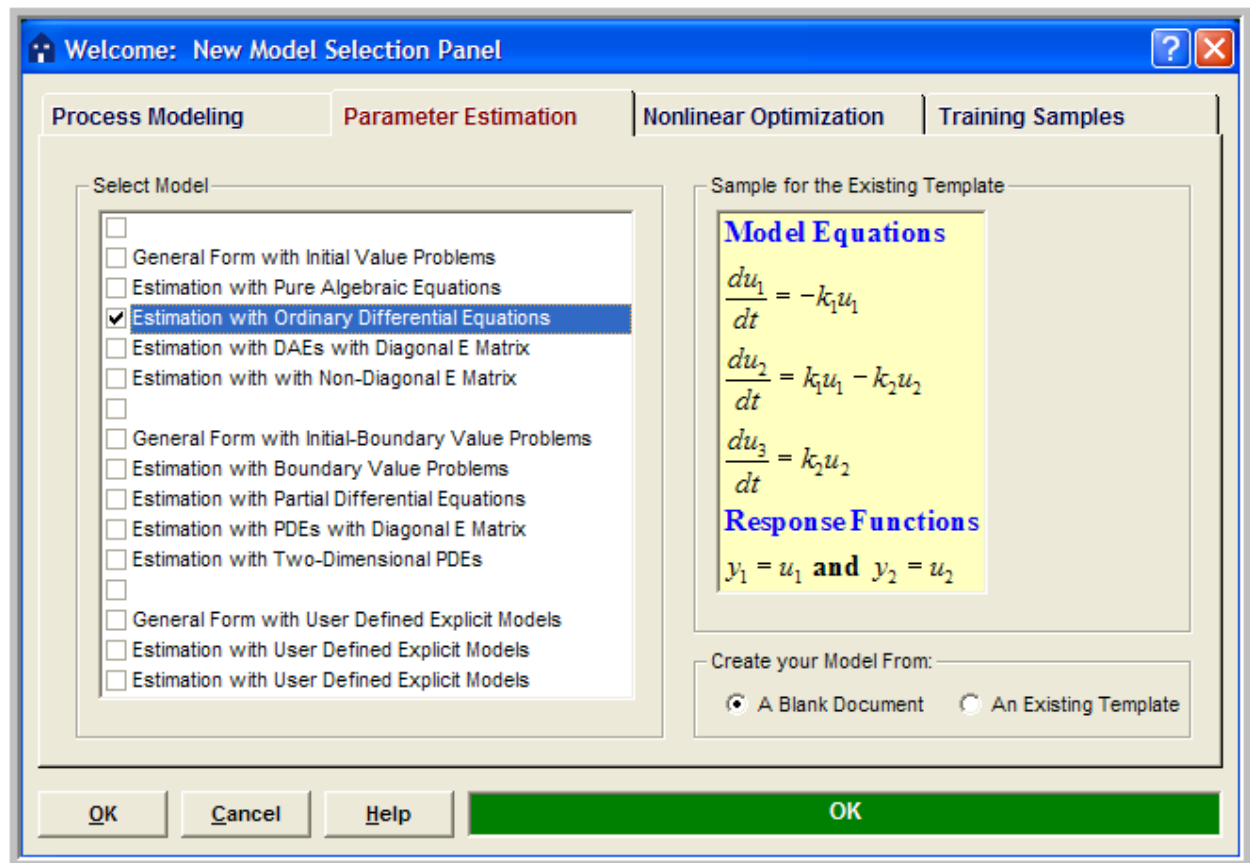 Welcome: New Model Selection Panel
Process Modeling
Parameter Estimation
Nonlinear Optimization
Training Samples
Select Model
General Form with Initial Value Problems
Estimation with Pure Algebraic Equations
Estimation with Ordinary Differential Equations
Estimation with DAEs with Diagonal E Matrix
Estimation with with Non-Diagonal E Matrix
General Form with Initial-Boundary Value Problems
Estimation with Boundary Value Problems
Estimation with Partial Differential Equations
Estimation with PDEs with Diagonal E Matrix
Estimation with Two-Dimensional PDEs
General Form with User Defined Explicit Models
Estimation with User Defined Explicit Models
Estimation with User Defined Explicit Models
Sample for the Existing Template
Model Equations
du₁/dt = −k₁u₁
du₂/dt = k₁u₁ − k₂u₂
du₃/dt = k₂u₂
Response Functions
y₁ = u₁ and y₂ = u₂
Create your Model From:
A Blank Document
An Existing Template
OK
Cancel
Help
OK